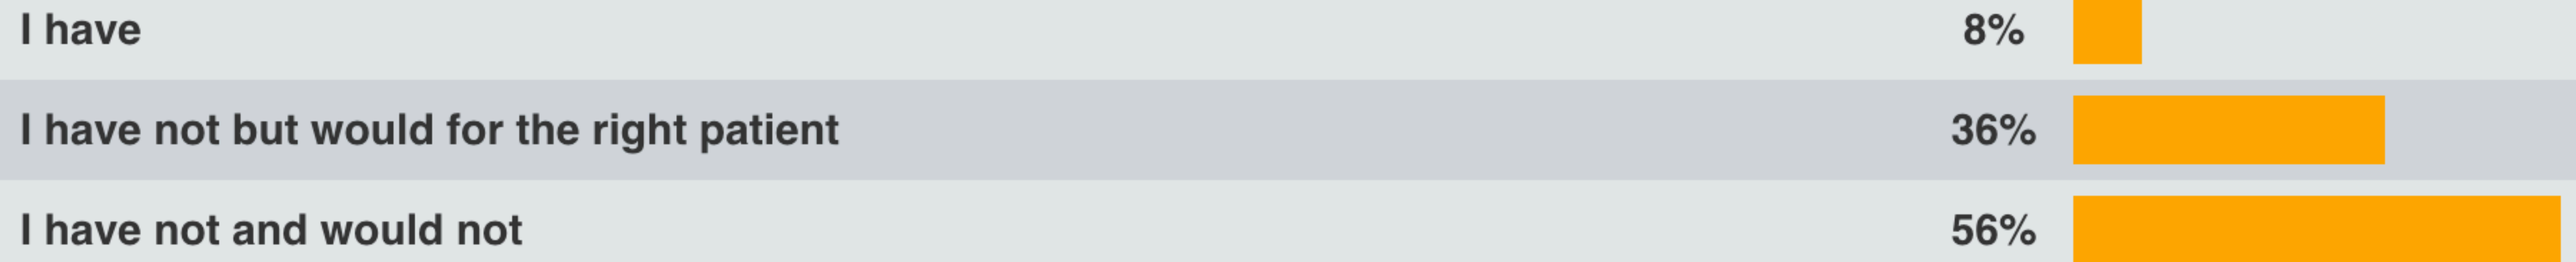 I have 8%
I have not but would for the right patient 36%
I have not and would not 56%